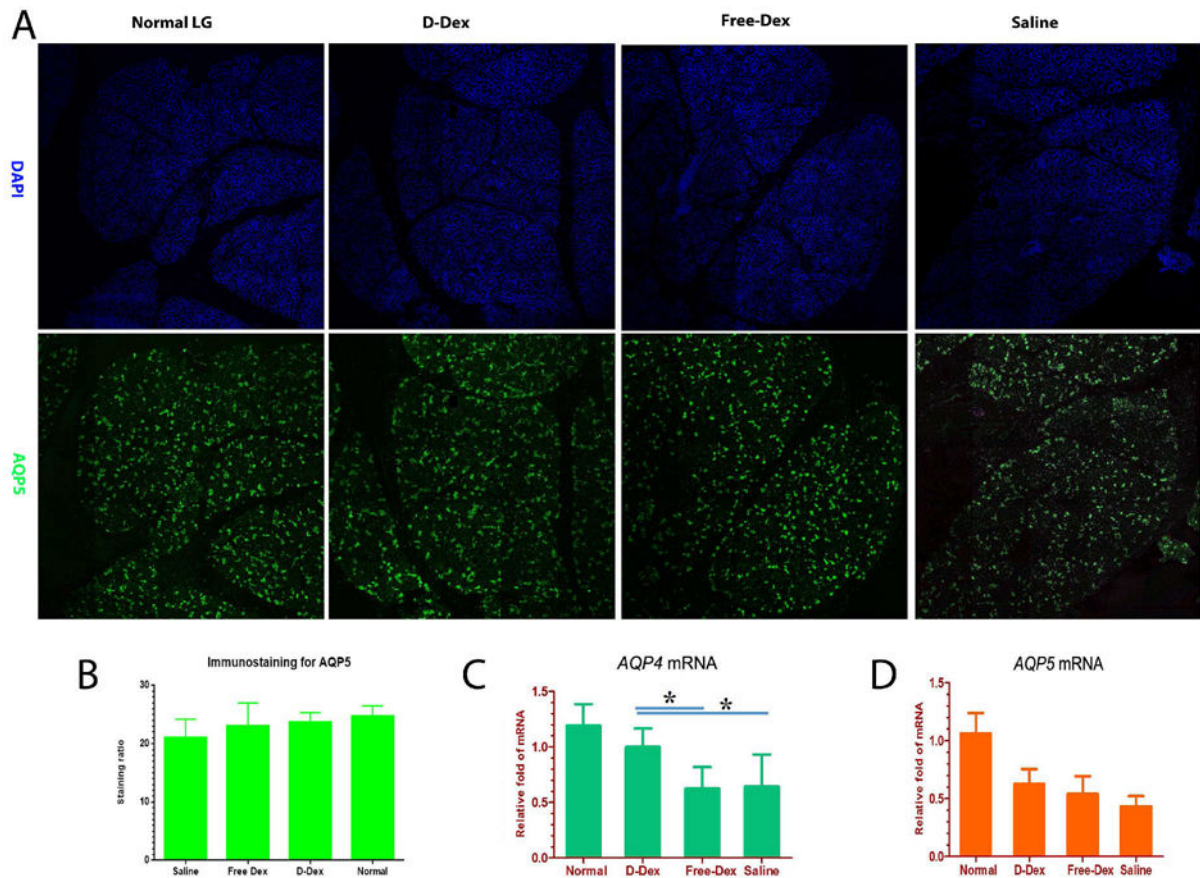 A
Normal LG
D-Dex
Free-Dex
Saline
DAPI
AQP5
B
Immunostaining for AQP5
Staining ratio
30
20
10
0
Saline
Free Dex
D-Dex
Normal
C
AQP4 mRNA
Relative fold of mRNA
1.5
1.0
0.5
0.0
* *
Normal
D-Dex
Free-Dex
Saline
D
AQP5 mRNA
Relative fold of mRNA
1.5
1.0
0.5
0.0
Normal
D-Dex
Free-Dex
Saline